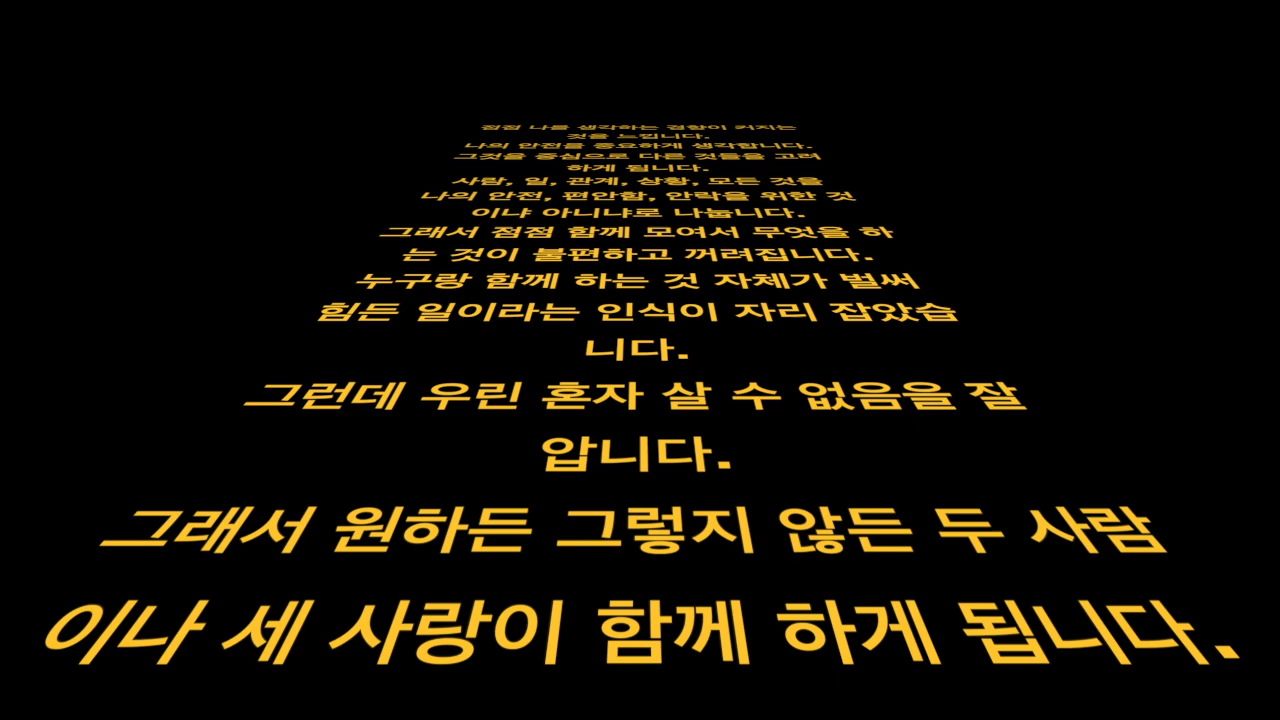 점점 나를 생각하는 경향이 커지는
것을 느낍니다.
나의 안전을 중요하게 생각합니다.
그것을 중심으로 다른 것들을 고려
하게 됩니다.
사람, 일, 관계, 상황, 모든 것을
나의 안전, 편안함, 안락을 위한 것
이냐 아니냐로 나눕니다.
그래서 점점 함께 모여서 무엇을 하
는 것이 불편하고 꺼려집니다.
누구랑 함께 하는 것 자체가 벌써
힘든 일이라는 인식이 자리 잡았습
니다.
그런데 우린 혼자 살 수 없음을 잘
압니다.
그래서 원하든 그렇지 않든 두 사람
이나 세 사랑이 함께 하게 됩니다.